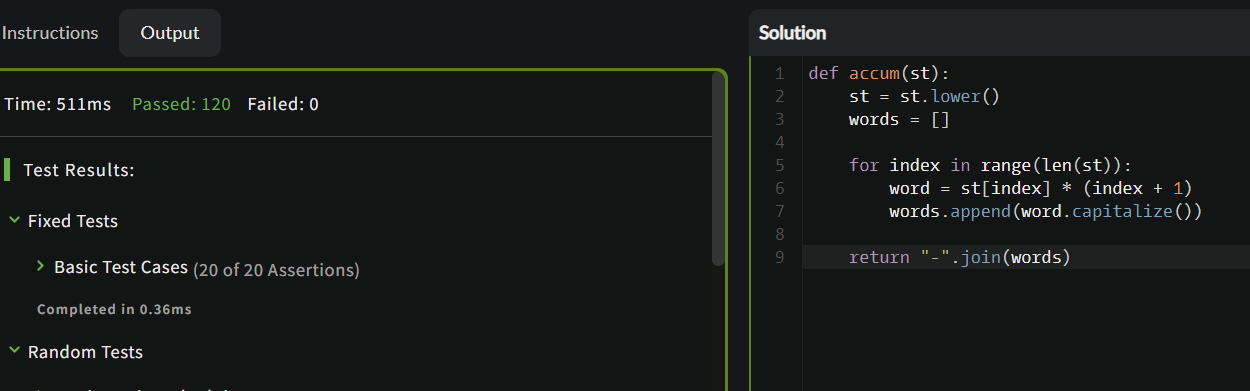 Instructions
Output
Time: 511ms Passed: 120 Failed: 0
Test Results:
Fixed Tests
Basic Test Cases (20 of 20 Assertions)
Completed in 0.36ms
Random Tests
Solution
1 def accum(st):
2     st = st.lower()
3     words = []
4
5     for index in range(len(st)):
6         word = st[index] * (index + 1)
7         words.append(word.capitalize())
8
9     return "-".join(words)